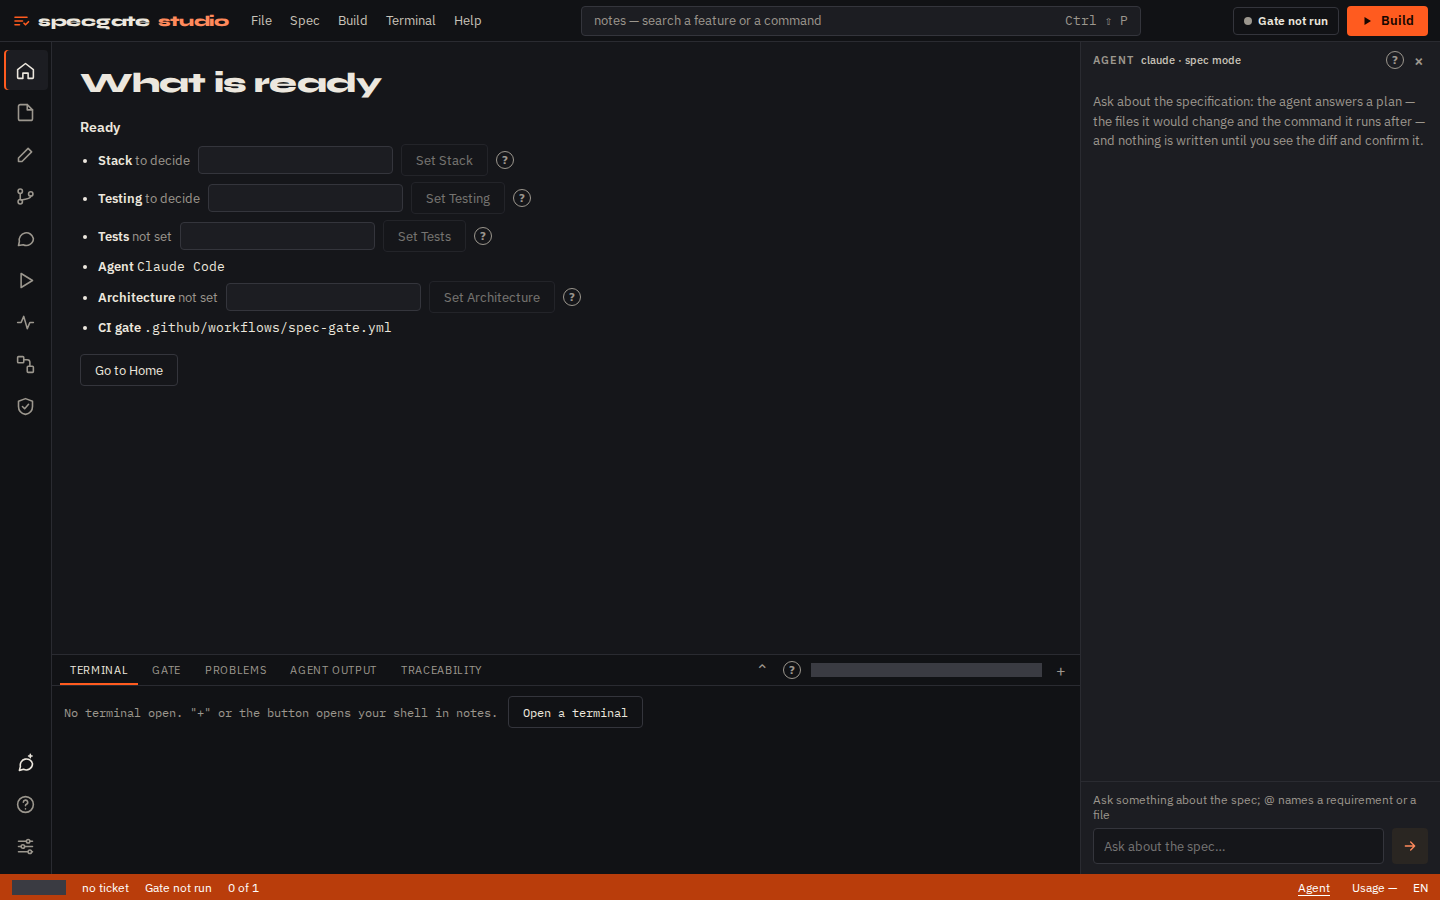 specgate studio File Spec Build Terminal Help notes — search a feature or a command Ctrl ⇧ P Gate not run Build
What is ready
Ready
Stack to decide Set Stack ?
Testing to decide Set Testing ?
Tests not set Set Tests ?
Agent Claude Code
Architecture not set Set Architecture ?
CI gate .github/workflows/spec-gate.yml
Go to Home
AGENT claude · spec mode ? ×
Ask about the specification: the agent answers a plan —
the files it would change and the command it runs after —
and nothing is written until you see the diff and confirm it.
TERMINAL GATE PROBLEMS AGENT OUTPUT TRACEABILITY ^ ? +
No terminal open. "+" or the button opens your shell in notes. Open a terminal
Ask something about the spec; @ names a requirement or a
file
Ask about the spec...
no ticket Gate not run 0 of 1 Agent Usage — EN